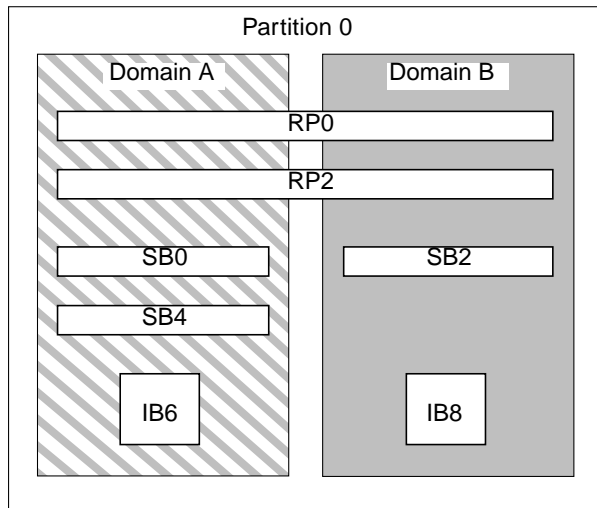 Partition 0
Domain A
Domain B
RP0
RP2
SB0
SB2
SB4
IB6
IB8